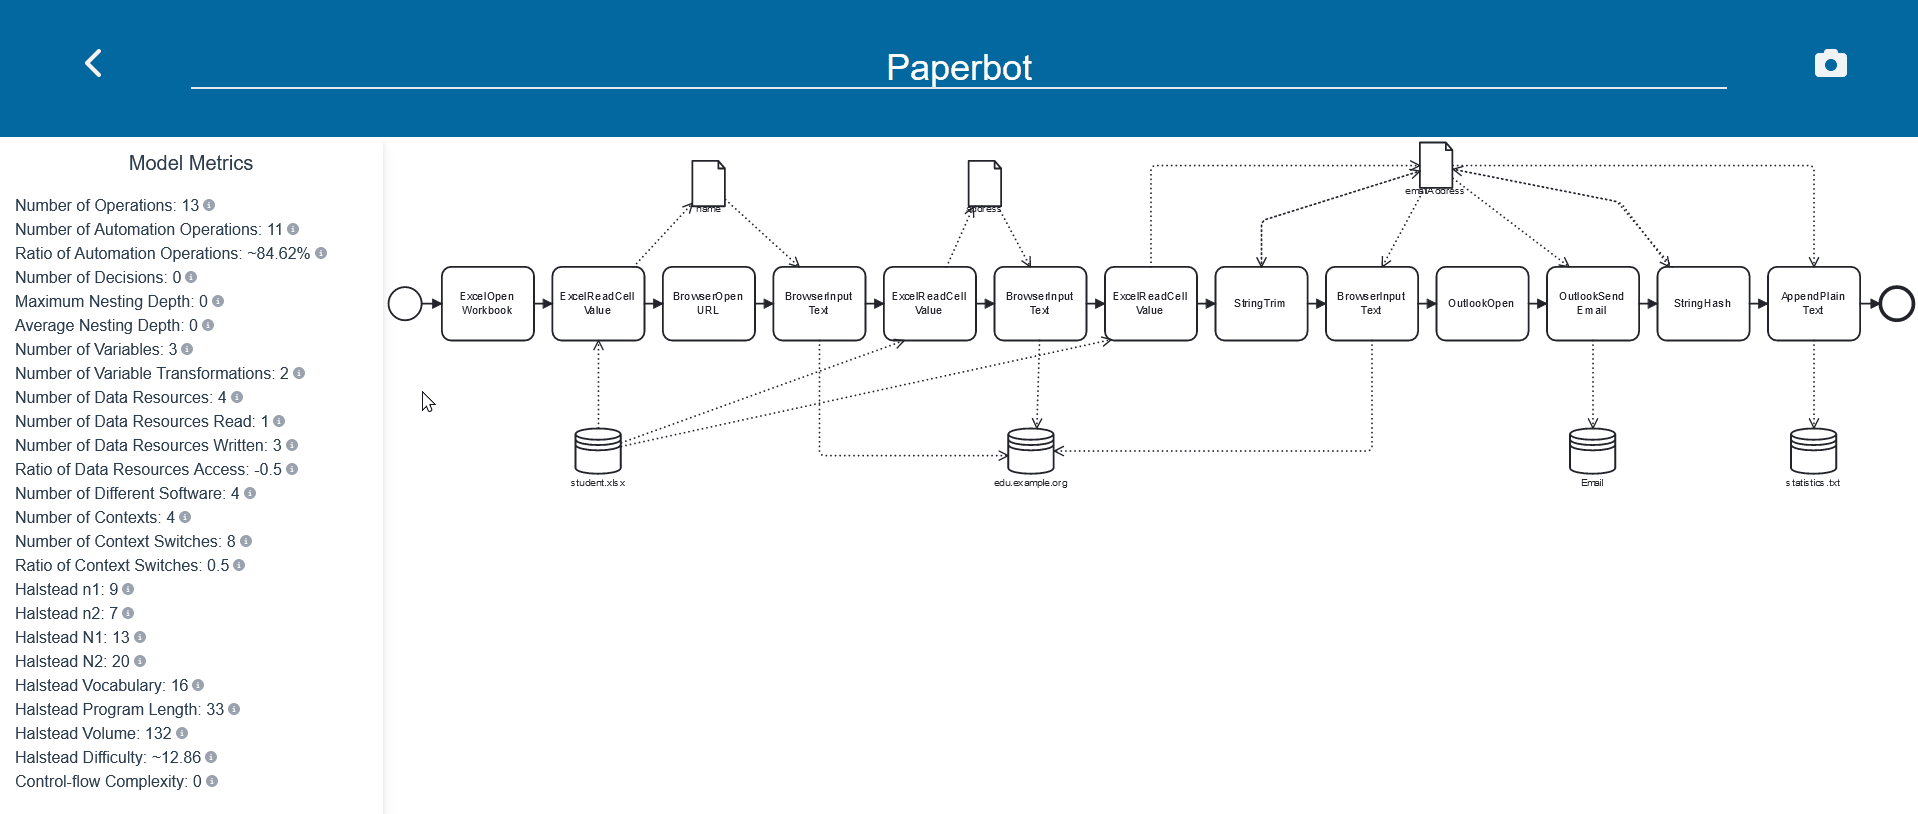 Paperbot
Model Metrics
Number of Operations: 13
Number of Automation Operations: 11
Ratio of Automation Operations: ~84.62%
Number of Decisions: 0
Maximum Nesting Depth: 0
Average Nesting Depth: 0
Number of Variables: 3
Number of Variable Transformations: 2
Number of Data Resources: 4
Number of Data Resources Read: 1
Number of Data Resources Written: 3
Ratio of Data Resources Access: -0.5
Number of Different Software: 4
Number of Contexts: 4
Number of Context Switches: 8
Ratio of Context Switches: 0.5
Halstead n1: 9
Halstead n2: 7
Halstead N1: 13
Halstead N2: 20
Halstead Vocabulary: 16
Halstead Program Length: 33
Halstead Volume: 132
Halstead Difficulty: ~12.86
Control-flow Complexity: 0
name
address
emailAddress
ExcelOpen
Workbook
ExcelReadCell
Value
BrowserOpen
URL
BrowserInput
Text
ExcelReadCell
Value
BrowserInput
Text
ExcelReadCell
Value
StringTrim
BrowserInput
Text
OutlookOpen
OutlookSend
Email
StringHash
AppendPlain
Text
student.xlsx
edu.example.org
Email
statistics.txt